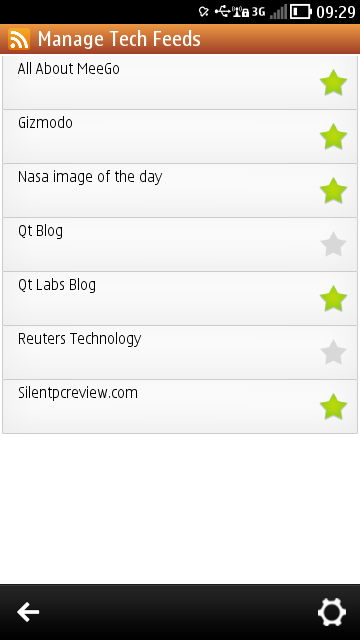 3G 09:29
Manage Tech Feeds
All About MeeGo
Gizmodo
Nasa image of the day
Qt Blog
Qt Labs Blog
Reuters Technology
Silentpcreview.com